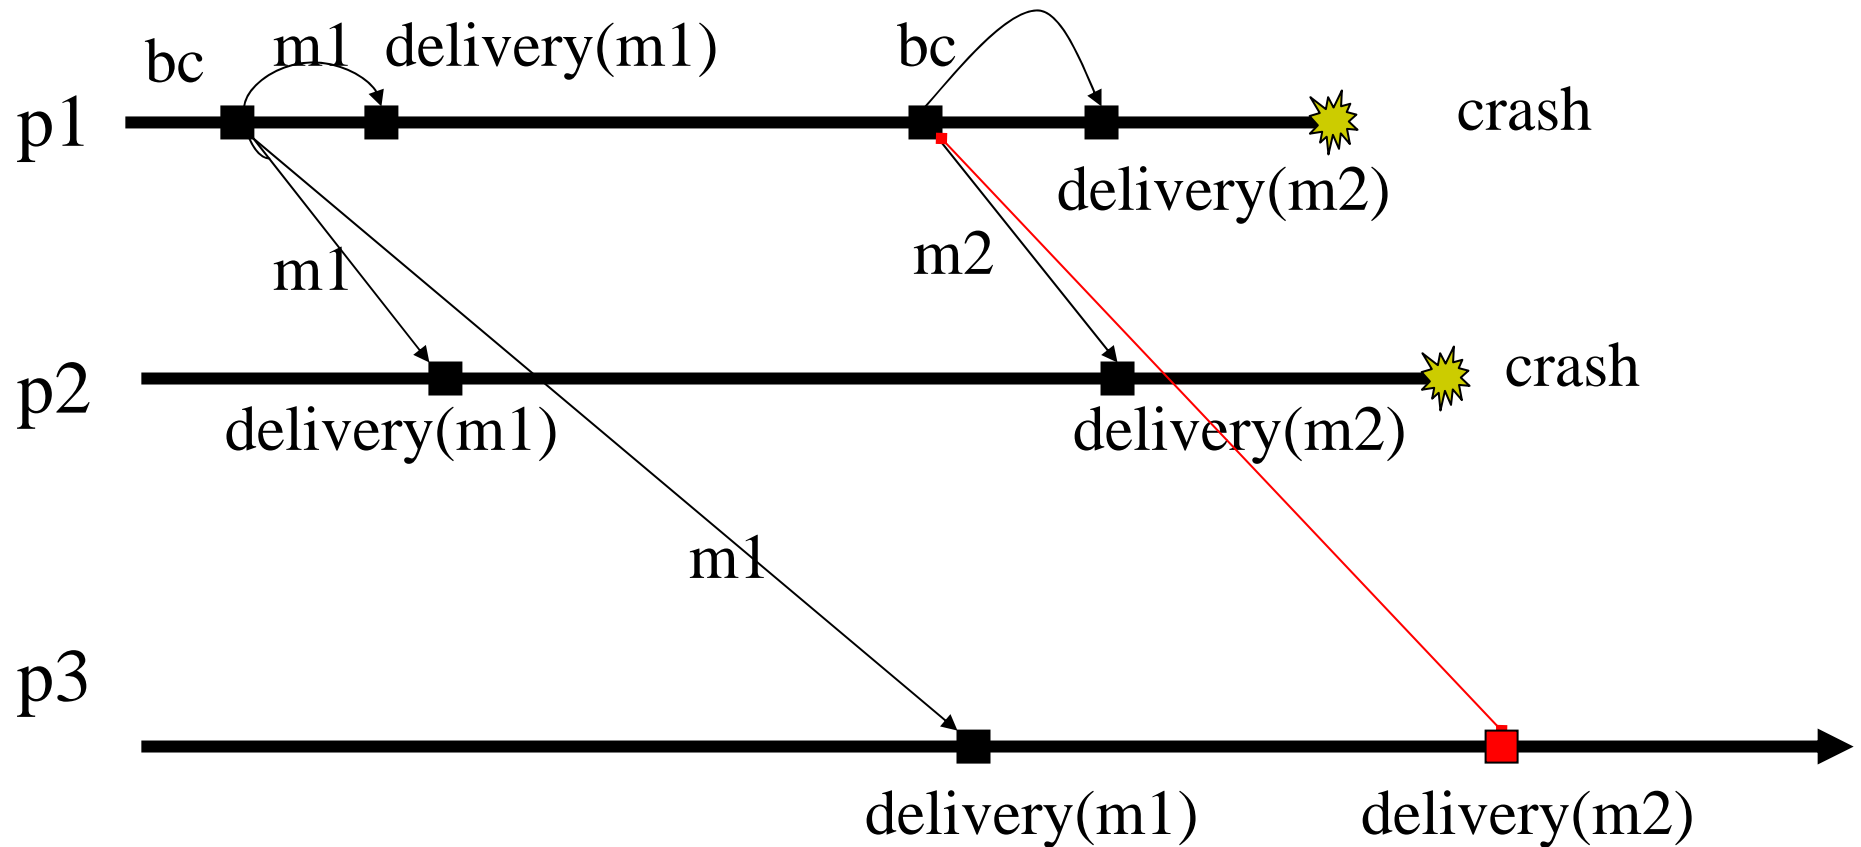 bc
m1
delivery(m1)
bc
p1
crash
delivery(m2)
m1
m2
p2
crash
delivery(m1)
delivery(m2)
m1
p3
delivery(m1)
delivery(m2)